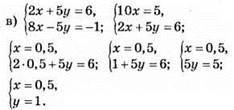 в) {2x + 5y = 6, {10x = 5,
{8x − 5y = −1; {2x + 5y = 6;
{x = 0,5, {x = 0,5, {x = 0,5,
{2·0,5 + 5y = 6; {1 + 5y = 6; {5y = 5;
{x = 0,5,
{y = 1.